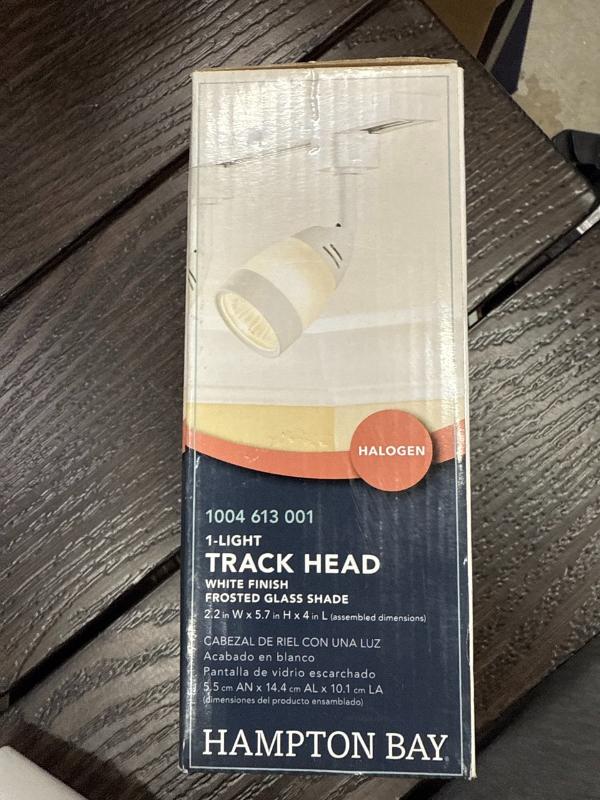 HALOGEN
1004 613 001
1-LIGHT
TRACK HEAD
WHITE FINISH
FROSTED GLASS SHADE
2.2 in W x 5.7 in H x 4 in L (assembled dimensions)
CABEZAL DE RIEL CON UNA LUZ
Acabado en blanco
Pantalla de vidrio escarchado
5.5 cm AN x 14.4 cm AL x 10.1 cm LA
(dimensiones del producto ensamblado)
HAMPTON BAY